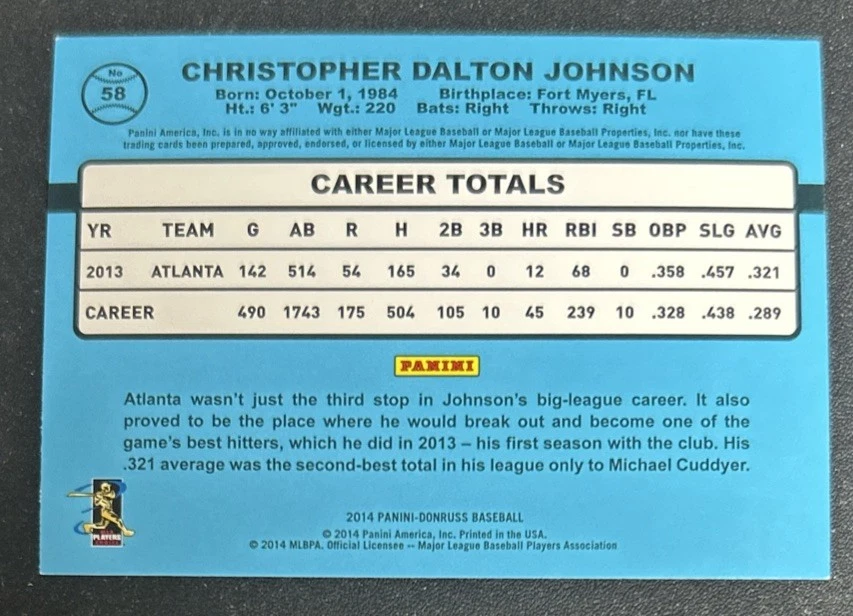 No
58
CHRISTOPHER DALTON JOHNSON
Born: October 1, 1984 Birthplace: Fort Myers, FL
Ht.: 6' 3" Wgt.: 220 Bats: Right Throws: Right
Panini America, Inc. is in no way affiliated with either Major League Baseball or Major League Baseball Properties, Inc. nor have these
trading cards been prepared, approved, endorsed, or licensed by either Major League Baseball or Major League Baseball Properties, Inc.
CAREER TOTALS
YR TEAM G AB R H 2B 3B HR RBI SB OBP SLG AVG
2013 ATLANTA 142 514 54 165 34 0 12 68 0 .358 .457 .321
CAREER 490 1743 175 504 105 10 45 239 10 .328 .438 .289
PANINI
Atlanta wasn't just the third stop in Johnson's big-league career. It also
proved to be the place where he would break out and become one of the
game's best hitters, which he did in 2013 – his first season with the club. His
.321 average was the second-best total in his league only to Michael Cuddyer.
PLAYERS
2014 PANINI-DONRUSS BASEBALL
© 2014 Panini America, Inc. Printed in the USA.
© 2014 MLBPA. Official Licensee -- Major League Baseball Players Association